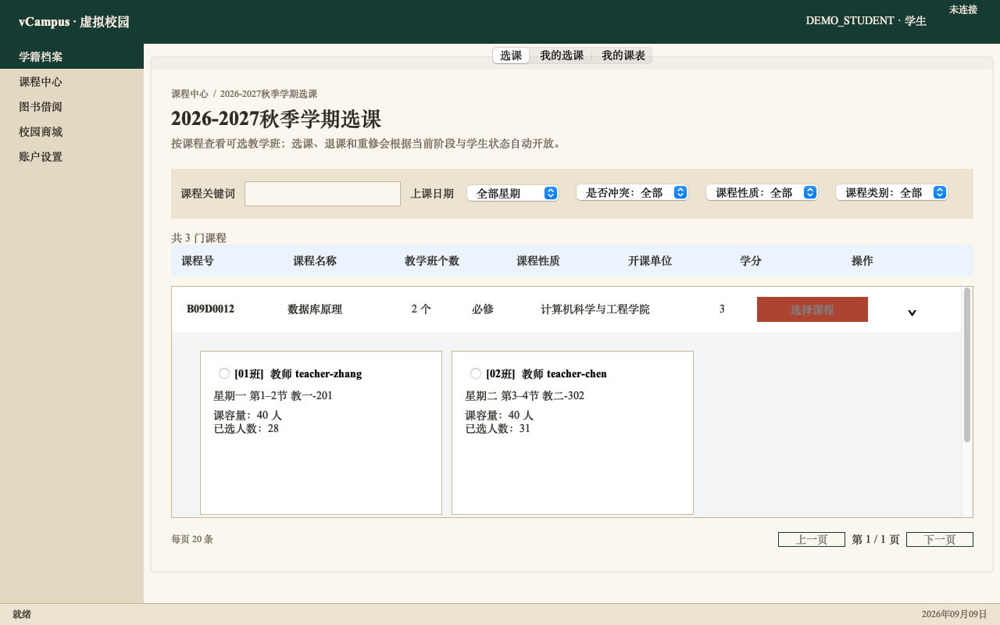 vCampus · 虚拟校园
DEMO_STUDENT · 学生
未连接
学籍档案
课程中心
图书借阅
校园商城
账户设置
选课
我的选课
我的课表
课程中心 / 2026-2027秋季学期选课
2026-2027秋季学期选课
按课程查看可选教学班；选课、退课和重修会根据当前阶段与学生状态自动开放。
课程关键词
上课日期
全部星期
是否冲突：全部
课程性质：全部
课程类别：全部
共 3 门课程
课程号 课程名称 教学班个数 课程性质 开课单位 学分 操作
B09D0012 数据库原理 2 个 必修 计算机科学与工程学院 3 选择课程
[01班] 教师 teacher-zhang
星期一 第1–2节 教一-201
课容量：40 人
已选人数：28
[02班] 教师 teacher-chen
星期二 第3–4节 教二-302
课容量：40 人
已选人数：31
每页 20 条
上一页
第 1 / 1 页
下一页
就绪
2026年09月09日